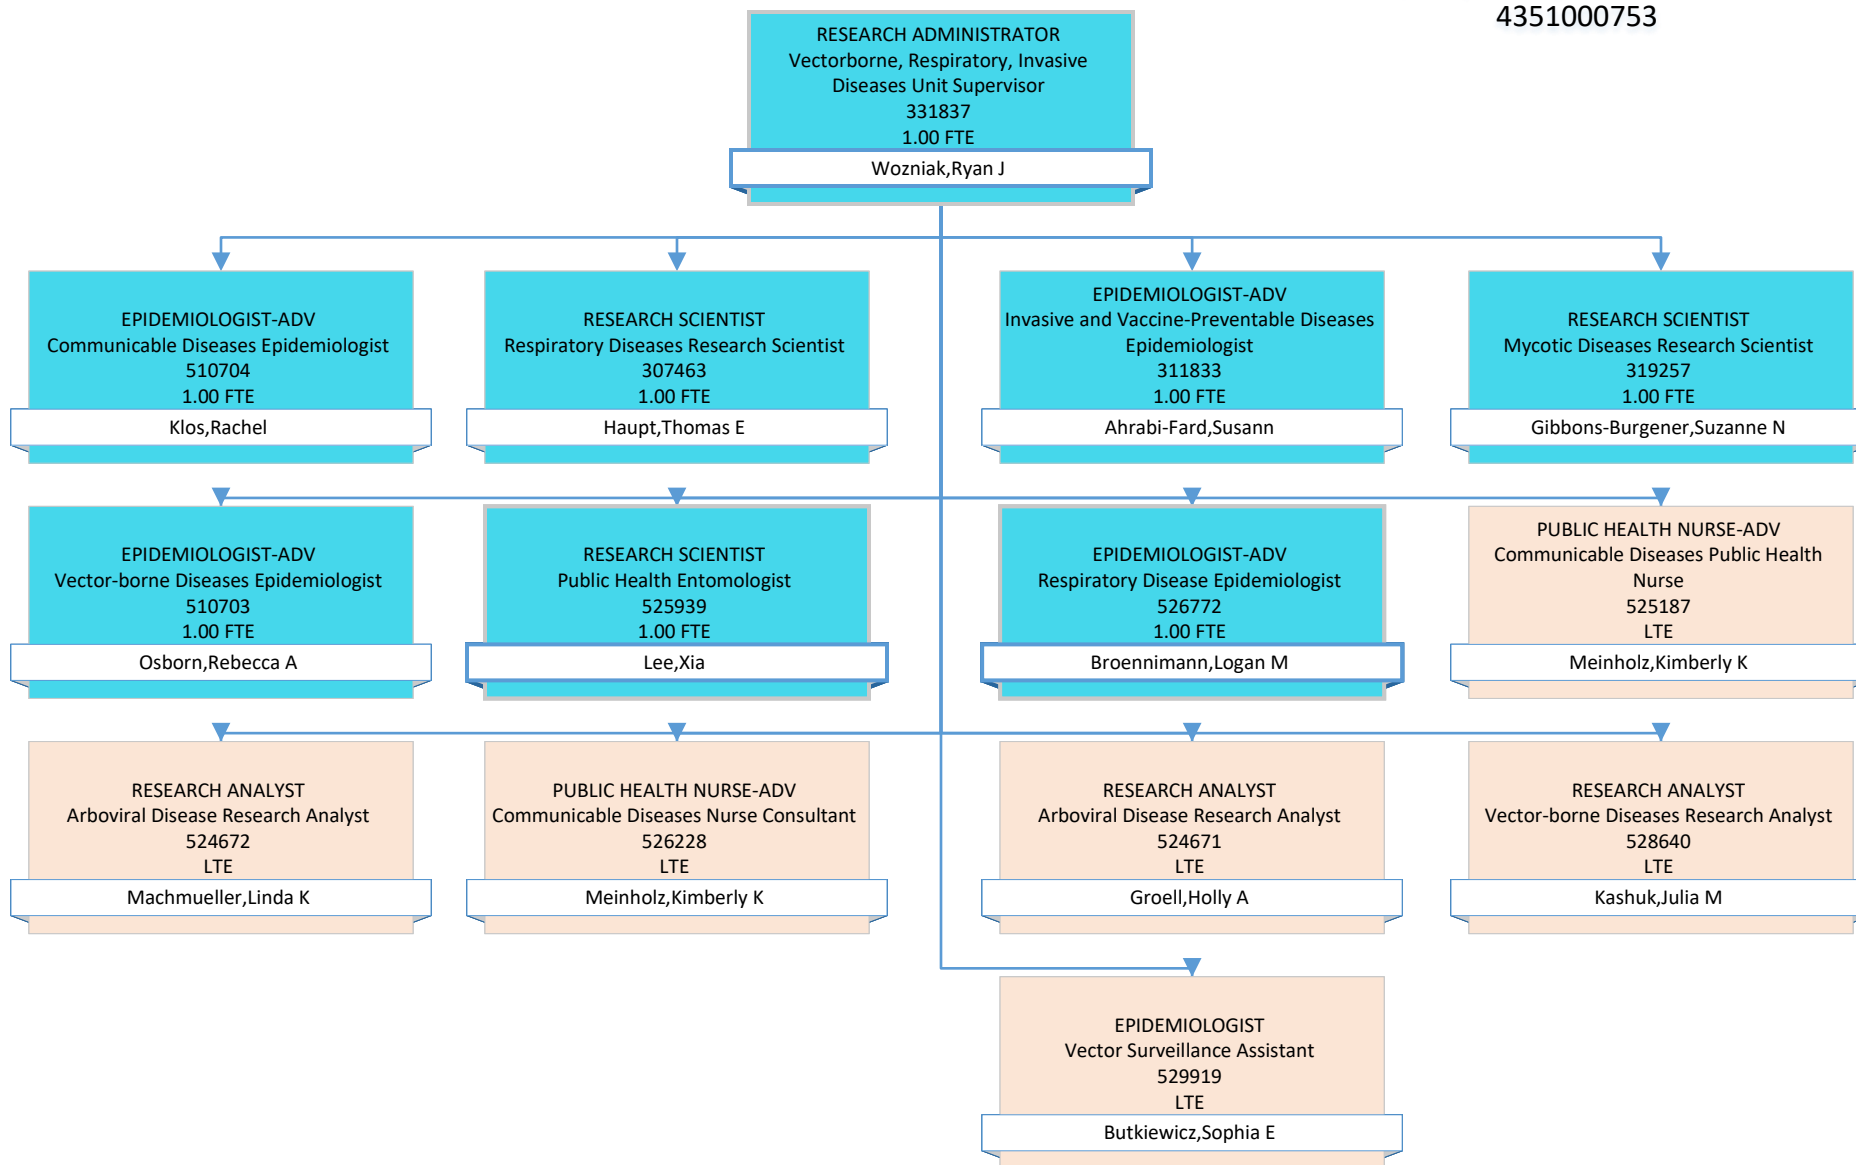 4351000753
RESEARCH ADMINISTRATOR
Vectorborne, Respiratory, Invasive
Diseases Unit Supervisor
331837
1.00 FTE
Wozniak,Ryan J
EPIDEMIOLOGIST-ADV
Communicable Diseases Epidemiologist
510704
1.00 FTE
Klos,Rachel
RESEARCH SCIENTIST
Respiratory Diseases Research Scientist
307463
1.00 FTE
Haupt,Thomas E
EPIDEMIOLOGIST-ADV
Invasive and Vaccine-Preventable Diseases
Epidemiologist
311833
1.00 FTE
Ahrabi-Fard,Susann
RESEARCH SCIENTIST
Mycotic Diseases Research Scientist
319257
1.00 FTE
Gibbons-Burgener,Suzanne N
EPIDEMIOLOGIST-ADV
Vector-borne Diseases Epidemiologist
510703
1.00 FTE
Osborn,Rebecca A
RESEARCH SCIENTIST
Public Health Entomologist
525939
1.00 FTE
Lee,Xia
EPIDEMIOLOGIST-ADV
Respiratory Disease Epidemiologist
526772
1.00 FTE
Broennimann,Logan M
PUBLIC HEALTH NURSE-ADV
Communicable Diseases Public Health
Nurse
525187
LTE
Meinholz,Kimberly K
RESEARCH ANALYST
Arboviral Disease Research Analyst
524672
LTE
Machmueller,Linda K
PUBLIC HEALTH NURSE-ADV
Communicable Diseases Nurse Consultant
526228
LTE
Meinholz,Kimberly K
RESEARCH ANALYST
Arboviral Disease Research Analyst
524671
LTE
Groell,Holly A
RESEARCH ANALYST
Vector-borne Diseases Research Analyst
528640
LTE
Kashuk,Julia M
EPIDEMIOLOGIST
Vector Surveillance Assistant
529919
LTE
Butkiewicz,Sophia E